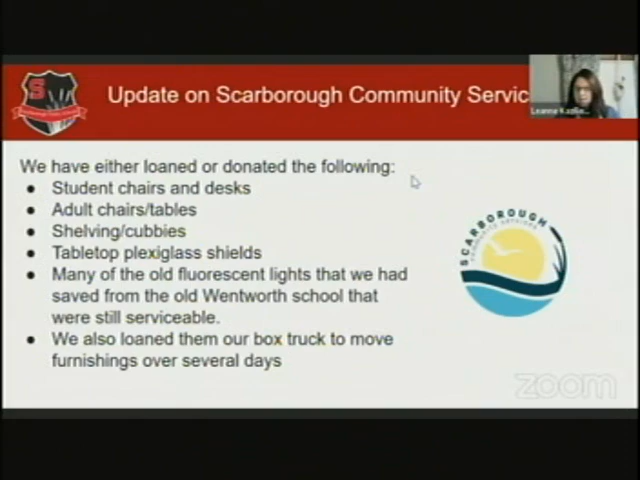 Update on Scarborough Community Servic
We have either loaned or donated the following:
● Student chairs and desks
● Adult chairs/tables
● Shelving/cubbies
● Tabletop plexiglass shields
● Many of the old fluorescent lights that we had
saved from the old Wentworth school that
were still serviceable.
● We also loaned them our box truck to move
furnishings over several days
S
SCARBOROUGH
COMMUNITY SERVICES
Leanne
zoom